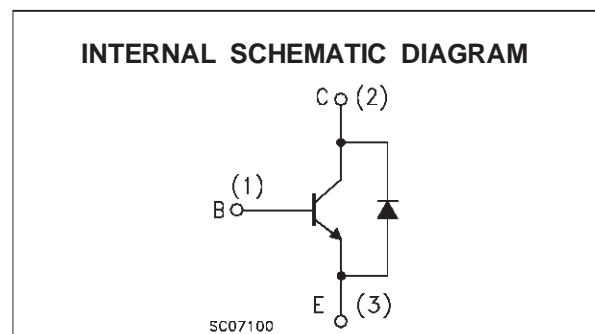 INTERNAL SCHEMATIC DIAGRAM
C (2)
(1)
B
E (3)
SC07100